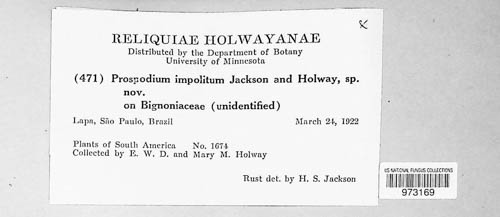 RELIQUIAE HOLWAYANAE
Distributed by the Department of Botany
University of Minnesota
(471) Prospodium impolitum Jackson and Holway, sp.
nov.
on Bignoniaceae (unidentified)
Lapa, São Paulo, Brazil March 24, 1922
Plants of South America No. 1674
Collected by E. W. D. and Mary M. Holway
Rust det. by H. S. Jackson
US NATIONAL FUNGUS COLLECTIONS
973169